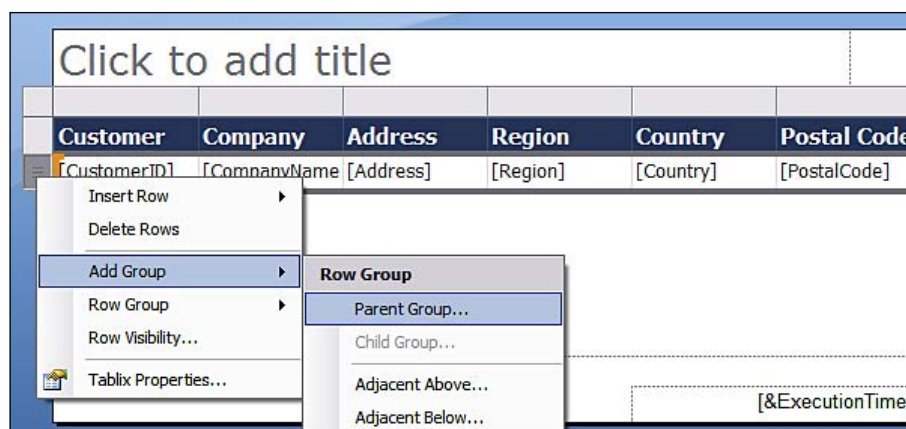 Click to add title
Customer Company Address Region Country Postal Code
[CustomerID] [CompanyName [Address] [Region] [Country] [PostalCode]
Insert Row
Delete Rows
Add Group
Row Group
Row Group
Parent Group...
Row Visibility...
Child Group...
Tablix Properties...
Adjacent Above...
[&ExecutionTime
Adjacent Below...